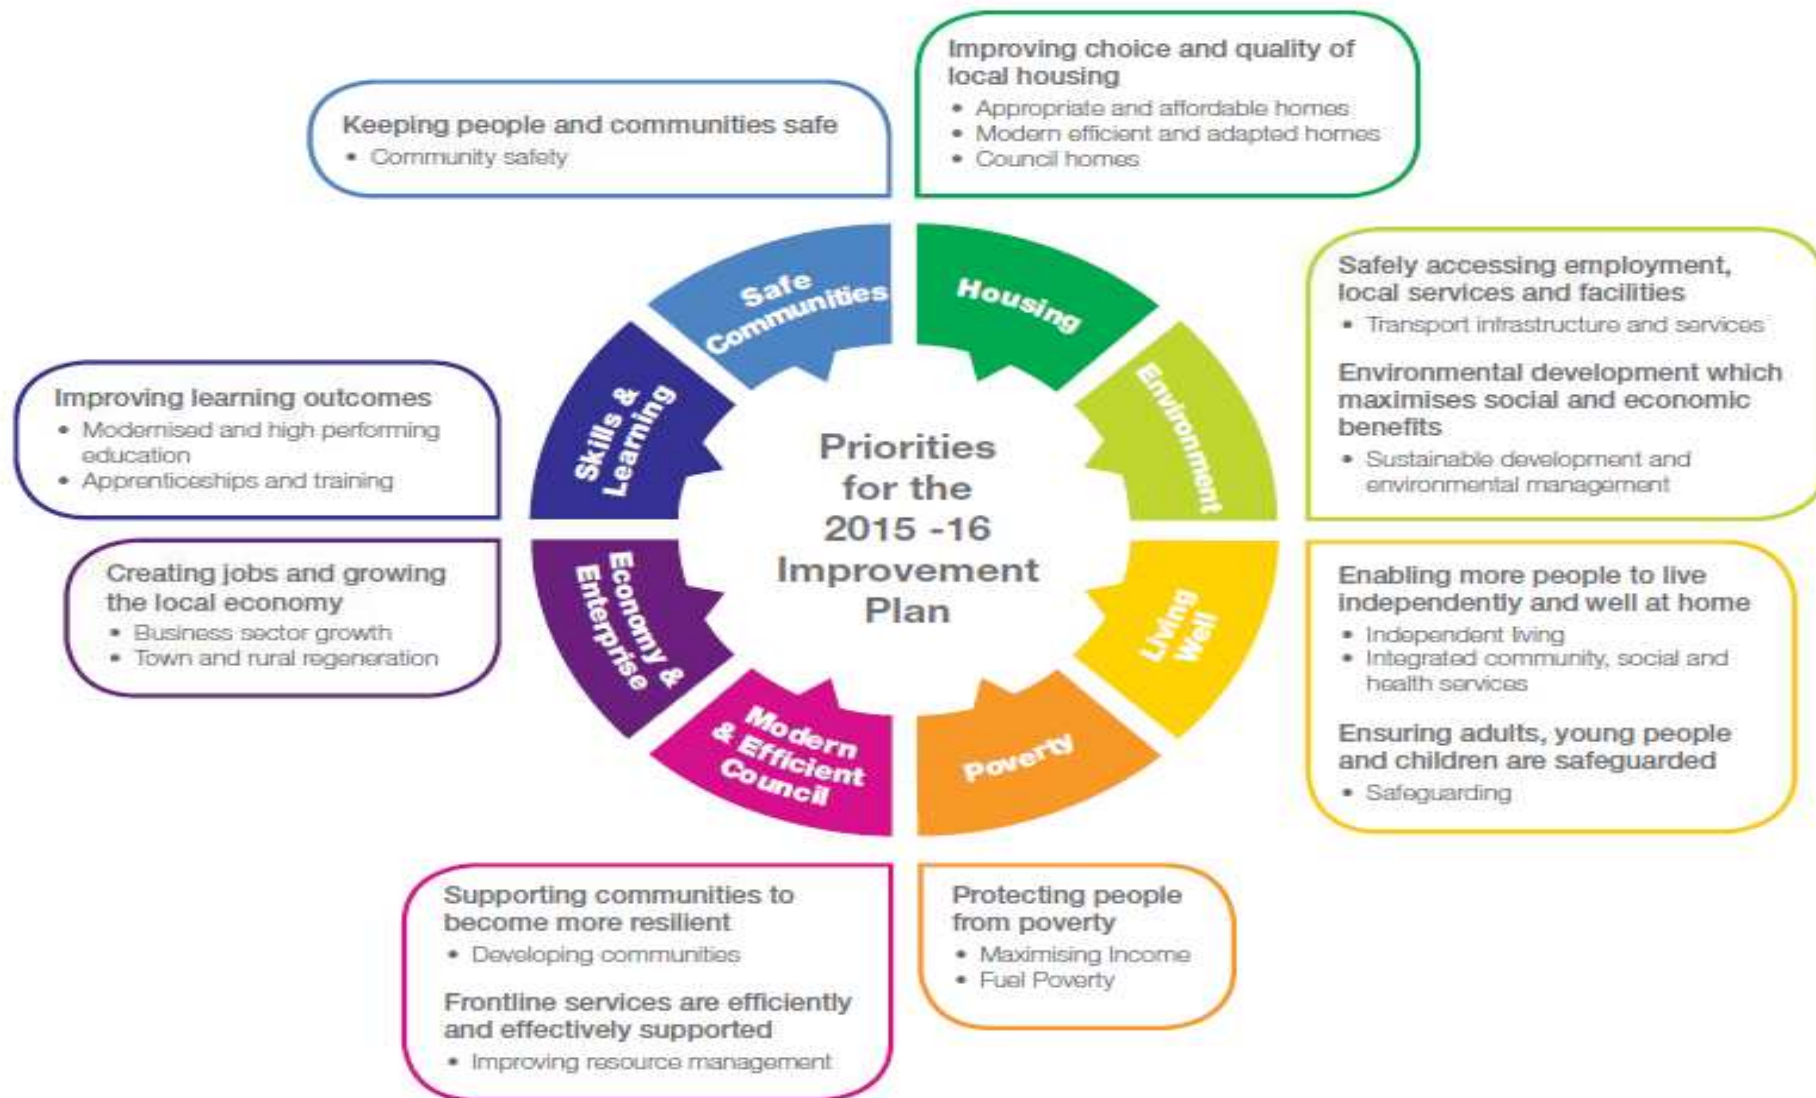 Improving choice and quality of
local housing
• Appropriate and affordable homes
• Modern efficient and adapted homes
• Council homes
Keeping people and communities safe
• Community safety
Safe
Communities
Housing
Safely accessing employment,
local services and facilities
• Transport infrastructure and services
Environmental development which
maximises social and economic
benefits
• Sustainable development and
environmental management
Environment
Skills &
Learning
Improving learning outcomes
• Modernised and high performing
education
• Apprenticeships and training
Priorities
for the
2015 -16
Improvement
Plan
Creating jobs and growing
the local economy
• Business sector growth
• Town and rural regeneration
Economy &
Enterprise
Living
Well
Enabling more people to live
independently and well at home
• Independent living
• Integrated community, social and
health services
Ensuring adults, young people
and children are safeguarded
• Safeguarding
Modern
& Efficient
Council
Poverty
Supporting communities to
become more resilient
• Developing communities
Frontline services are efficiently
and effectively supported
• Improving resource management
Protecting people
from poverty
• Maximising Income
• Fuel Poverty